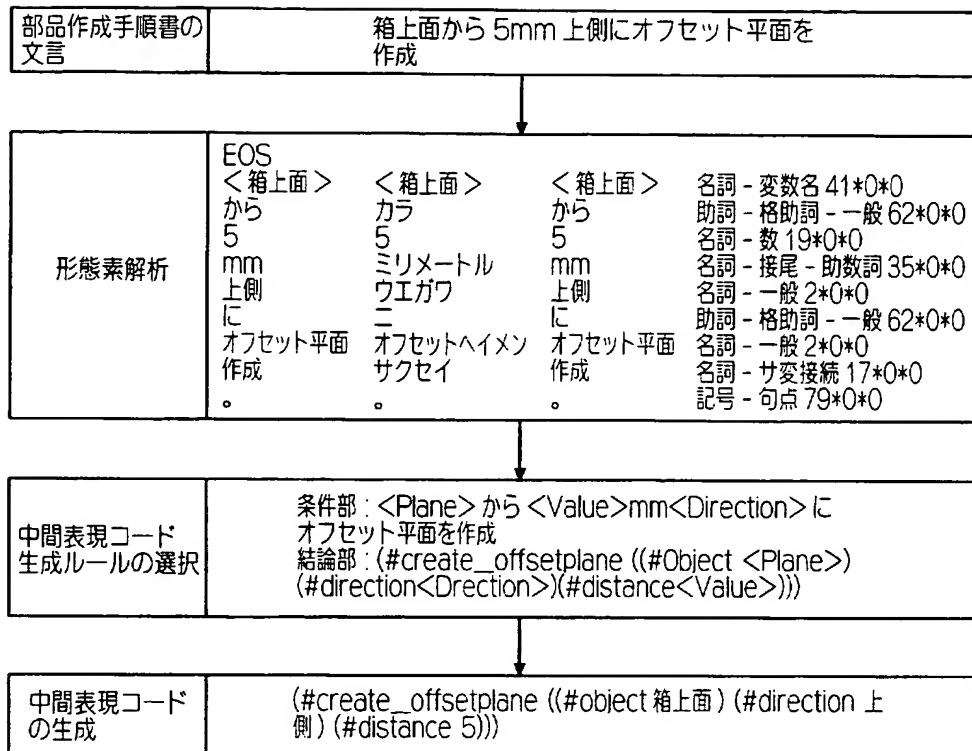 部品作成手順書の
文言
箱上面から 5mm 上側にオフセット平面を
作成
形態素解析
EOS
＜箱上面＞ ＜箱上面＞ ＜箱上面＞ 名詞 - 変数名 41*0*0
から カラ から 助詞 - 格助詞 - 一般 62*0*0
5 5 5 名詞 - 数 19*0*0
mm ミリメートル mm 名詞 - 接尾 - 助数詞 35*0*0
上側 ウエガワ 上側 名詞 - 一般 2*0*0
に ニ に 助詞 - 格助詞 - 一般 62*0*0
オフセット平面 オフセットヘイメン オフセット平面 名詞 - 一般 2*0*0
作成 サクセイ 作成 名詞 - サ変接続 17*0*0
。 。 。 記号 - 句点 79*0*0
中間表現コード
生成ルールの選択
条件部 : <Plane> から <Value>mm<Direction> に
オフセット平面を作成
結論部 : (#create_offsetplane ((#Object <Plane>)
(#direction<Drection>)(#distance<Value>)))
中間表現コード
の生成
(#create_offsetplane ((#object 箱上面 ) (#direction 上
側 ) (#distance 5)))